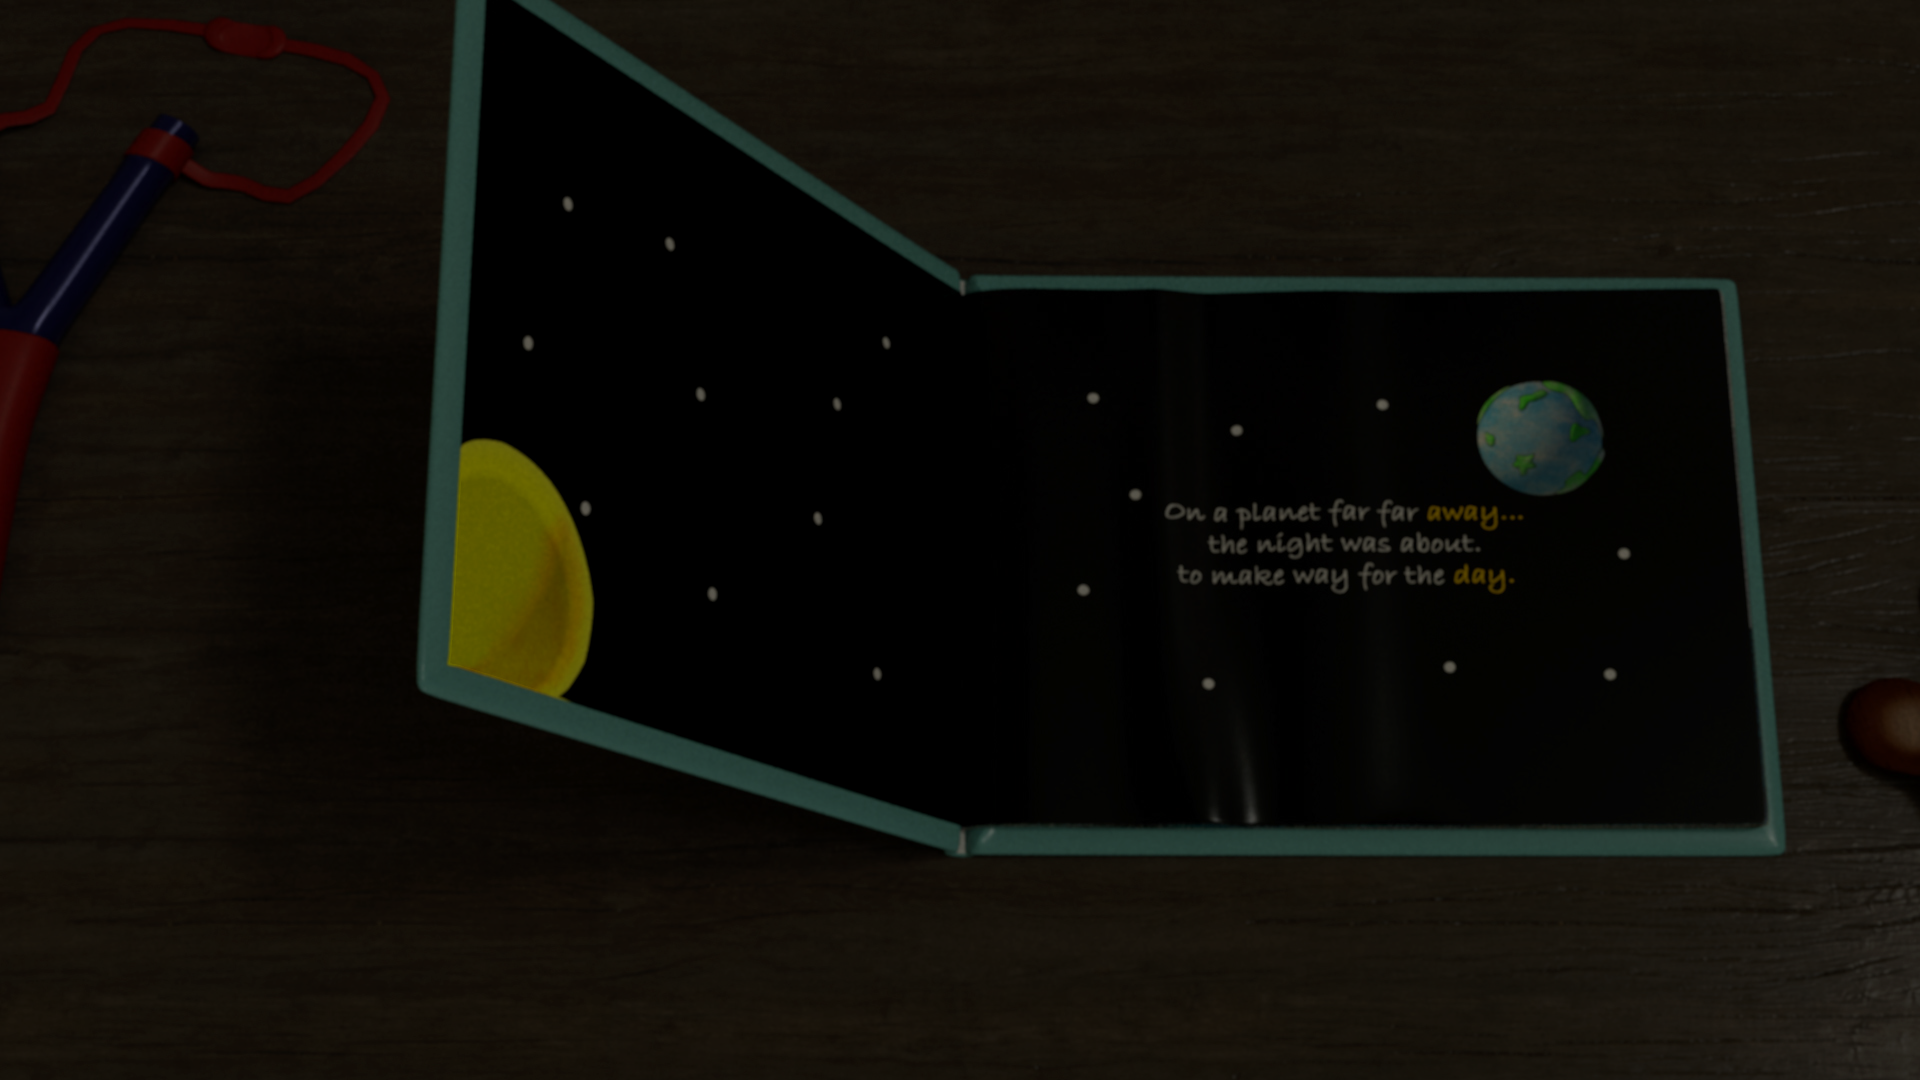 On a planet far far away...
the night was about.
to make way for the day.